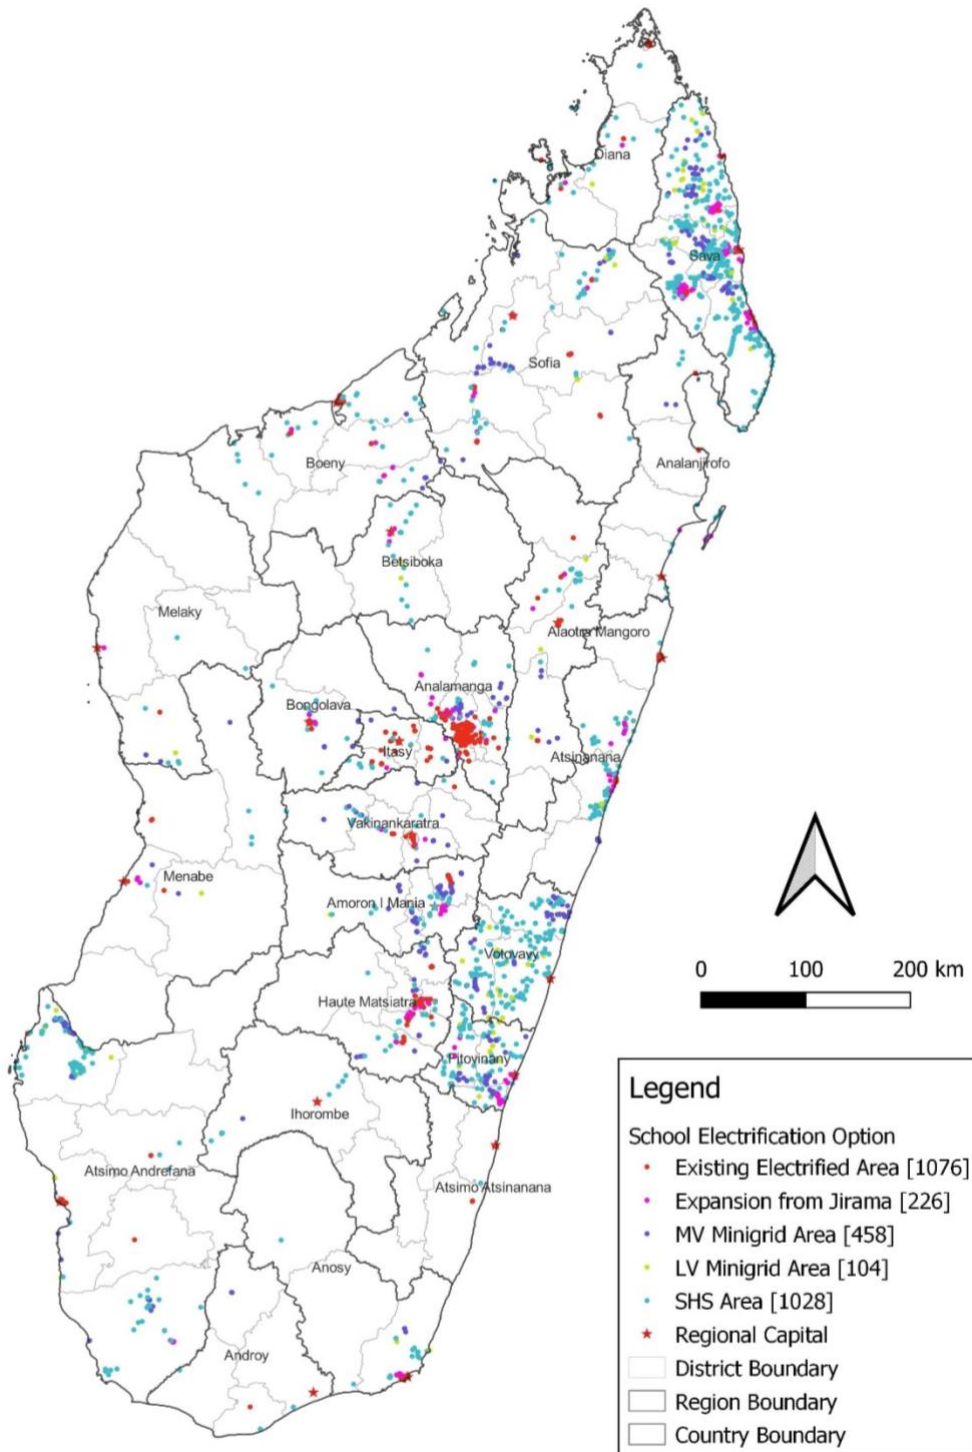 Diana
Sava
Sofia
Boeny
Analanjirofo
Betsiboka
Melaky
Alaotra Mangoro
Analamanga
Bongolava
Itasy
Atsinanana
Vakinankaratra
Menabe
Amoron I Mania
Vatovavy
Haute Matsiatra
Fitovinany
Ihorombe
Atsimo Andrefana
Atsimo Atsinanana
Anosy
Androy
0 100 200 km
Legend
School Electrification Option
Existing Electrified Area [1076]
Expansion from Jirama [226]
MV Minigrid Area [458]
LV Minigrid Area [104]
SHS Area [1028]
Regional Capital
District Boundary
Region Boundary
Country Boundary